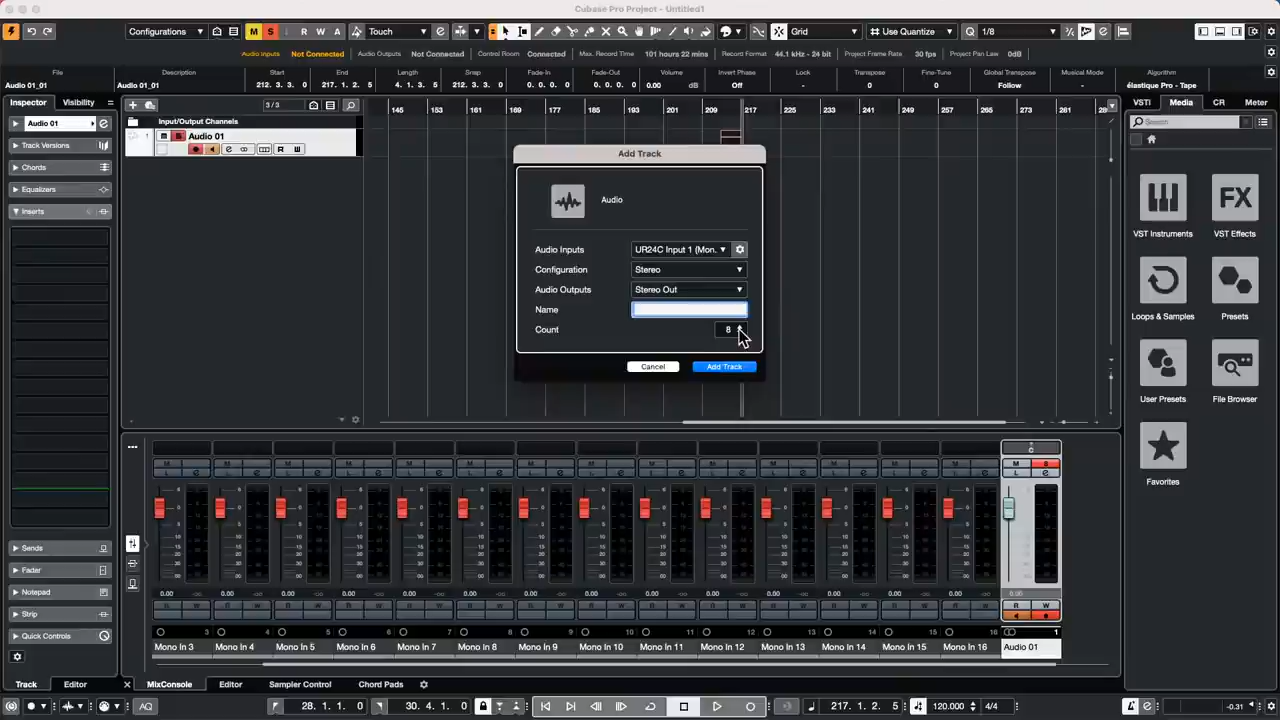 Cubase Pro Project - Untitled1
Configurations
M S L R W A
Touch
Grid
1/8
Use Quantize
Audio Inputs Not Connected Audio Outputs Not Connected Control Room Connected Max. Record Time 101 hours 22 mins Record Format 44.1 kHz - 24 bit Project Frame Rate 30 fps Project Pan Law 0dB
File Description Start End Length Snap Fade-In Fade-Out Volume Invert Phase Lock Transpose Fine-Tune Global Transpose Musical Mode Algorithm
Audio 01_01 Audio 01_01 212. 3. 3. 0 217. 1. 2. 5 4. 1. 3. 5 212. 3. 3. 0 0. 0. 0. 0 0. 0. 0. 0 0.00 dB Off - 0 0 Follow - élastique Pro - Tape
Inspector Visibility
3 / 3
145 153 161 169 177 185 193 201 209 217 225 233 241 249 257 265 273 261
VSTi Media CR Meter
Search
Audio 01
Track Versions
Chords
Equalizers
Inserts
Sends
Fader
Notepad
Strip
Quick Controls
Input/Output Channels
1 m Audio 01
e R W
Add Track
Audio
Audio Inputs UR24C Input 1 (Mon.
Configuration Stereo
Audio Outputs Stereo Out
Name
Count 8
Cancel Add Track
VST Instruments FX VST Effects
Loops & Samples Presets
User Presets File Browser
Favorites
0.00 0.00 0.00 0.00 0.00 0.00 0.00 0.00 0.00 0.00 0.00 0.00 0.00 0.00
3 4 5 6 7 8 9 10 11 12 13 14 15 16 1
Mono In 3 Mono In 4 Mono In 5 Mono In 6 Mono In 7 Mono In 8 Mono In 9 Mono In 10 Mono In 11 Mono In 12 Mono In 13 Mono In 14 Mono In 15 Mono In 16 Audio 01
Track Editor MixConsole Editor Sampler Control Chord Pads
AQ 28. 1. 1. 0 30. 4. 1. 0 217. 1. 2. 5 120.000 4/4 -0.31